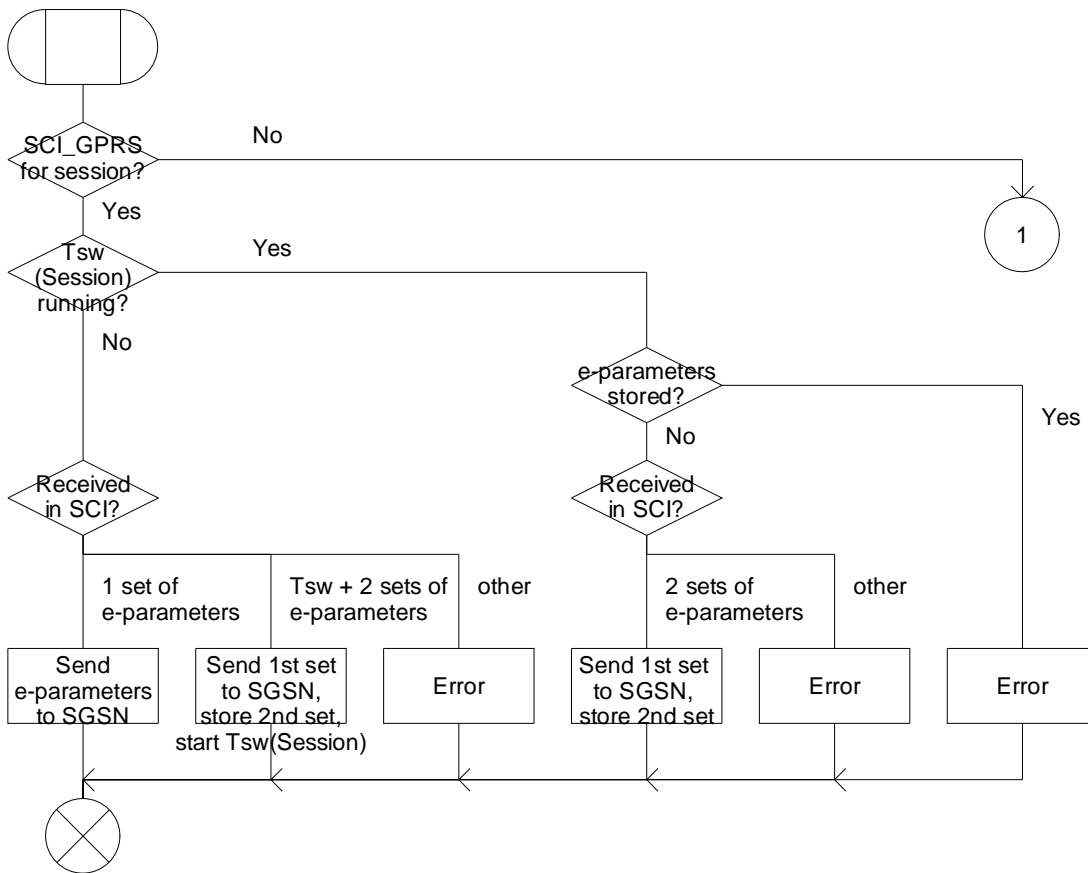 SCI_GPRS
for session?
No
Yes
1
Tsw
(Session)
running?
Yes
No
e-parameters
stored?
Yes
No
Received
in SCI?
Received
in SCI?
1 set of
e-parameters
Tsw + 2 sets of
e-parameters
other
2 sets of
e-parameters
other
Send
e-parameters
to SGSN
Send 1st set
to SGSN,
store 2nd set,
start Tsw(Session)
Error
Send 1st set
to SGSN,
store 2nd set
Error
Error